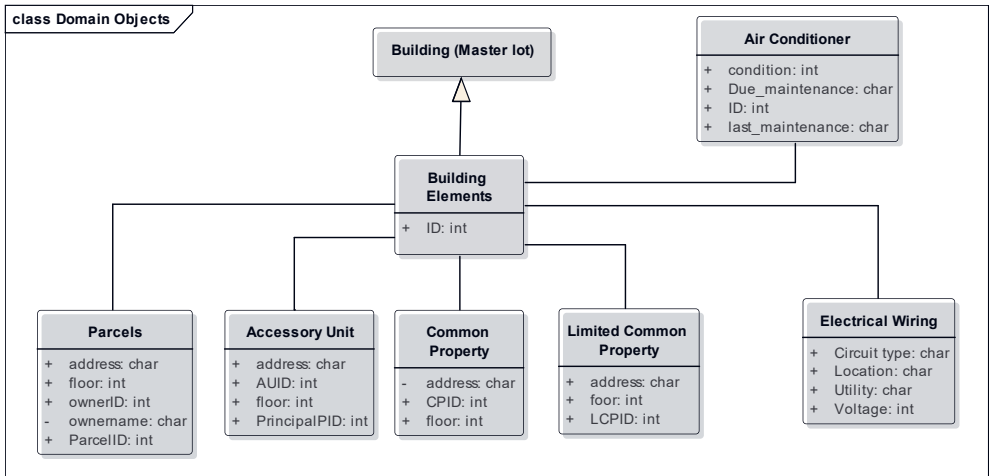 class Domain Objects
Building (Master lot)
Air Conditioner
+ condition: int
+ Due_maintenance: char
+ ID: int
+ last_maintenance: char
Building
Elements
+ ID: int
Parcels
+ address: char
+ floor: int
+ ownerID: int
- ownername: char
+ ParcelID: int
Accessory Unit
+ address: char
+ AUID: int
+ floor: int
+ PrincipalPID: int
Common
Property
- address: char
+ CPID: int
+ floor: int
Limited Common
Property
+ address: char
+ foor: int
+ LCPID: int
Electrical Wiring
+ Circuit type: char
+ Location: char
+ Utility: char
+ Voltage: int